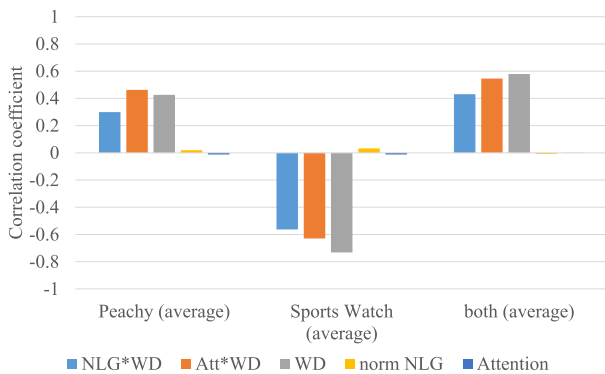 1
0.8
0.6
0.4
0.2
0
-0.2
-0.4
-0.6
-0.8
-1
Correlation coefficient
Peachy (average)
Sports Watch
(average)
both (average)
NLG*WD
Att*WD
WD
norm NLG
Attention